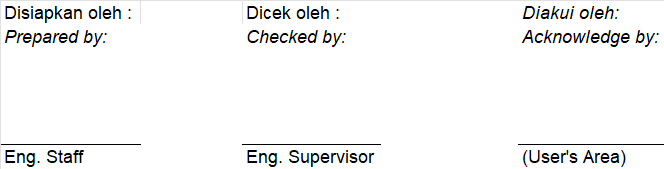 Disiapkan oleh :
Prepared by:
Eng. Staff
Dicek oleh :
Checked by:
Eng. Supervisor
Diakui oleh:
Acknowledge by:
(User's Area)